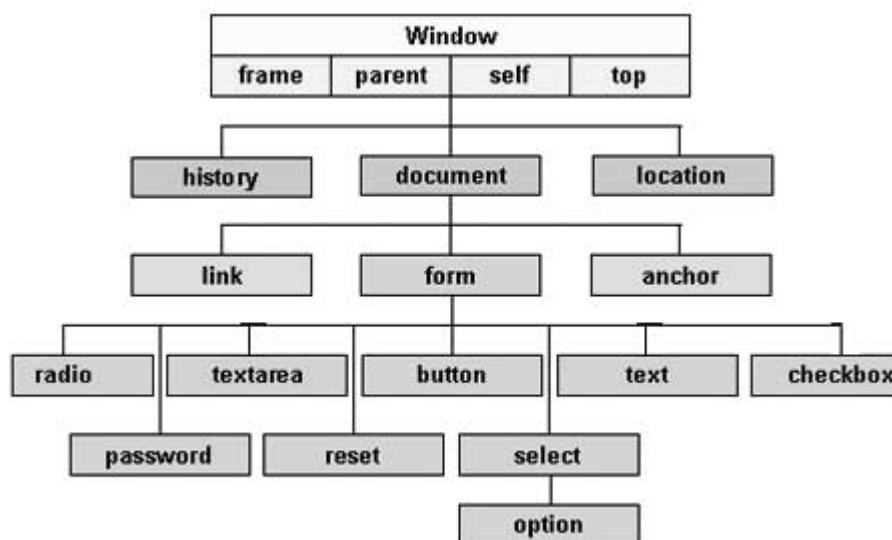 Window
frame parent self top
history document location
link form anchor
radio textarea button text checkbox
password reset select
option